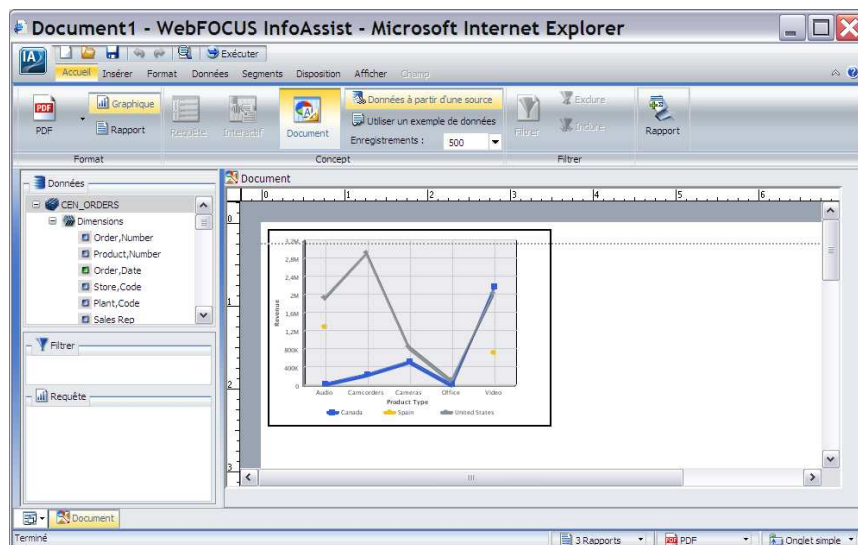 Document1 - WebFOCUS InfoAssist - Microsoft Internet Explorer
IA
Exécuter
Accueil Insérer Format Données Segments Disposition Afficher Champ
PDF
Graphique
Rapport
Requête
Interactif
Document
Données à partir d'une source
Utiliser un exemple de données
Enregistrements : 500
Filtrer
Exclure
Inclure
Rapport
Format Concept Filtrer
Données
CEN_ORDERS
Dimensions
Order,Number
Product,Number
Order,Date
Store,Code
Plant,Code
Sales Rep
Filtrer
Requête
Document
0 1 2 3 4 5 6
0
1
2
3
3,2M
2,8M
2,4M
2M
1,6M
1,2M
800K
400K
0
Revenue
Audio Camcorders Cameras Office Video
Product Type
Canada Spain United States
Document
Terminé
3 Rapports PDF Onglet simple